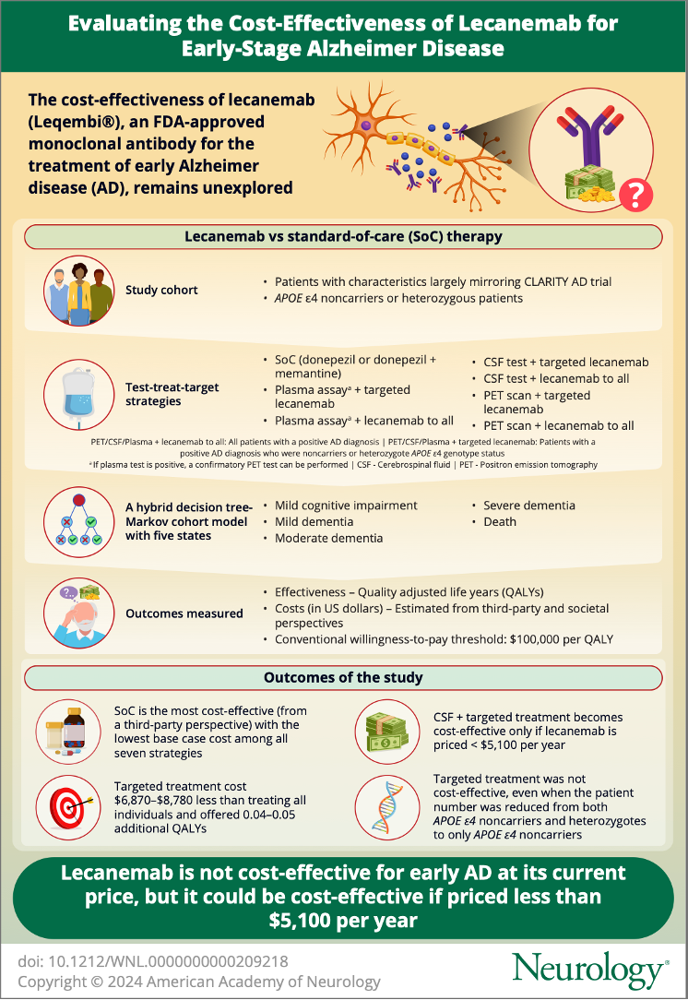 Evaluating the Cost-Effectiveness of Lecanemab for
Early-Stage Alzheimer Disease
The cost-effectiveness of lecanemab
(Leqembi®), an FDA-approved
monoclonal antibody for the
treatment of early Alzheimer
disease (AD), remains unexplored
?
Lecanemab vs standard-of-care (SoC) therapy
Study cohort
• Patients with characteristics largely mirroring CLARITY AD trial
• APOE ε4 noncarriers or heterozygous patients
Test-treat-target
strategies
• SoC (donepezil or donepezil +
memantine)
• Plasma assayᵃ + targeted
lecanemab
• Plasma assayᵃ + lecanemab to all
• CSF test + targeted lecanemab
• CSF test + lecanemab to all
• PET scan + targeted
lecanemab
• PET scan + lecanemab to all
PET/CSF/Plasma + lecanemab to all: All patients with a positive AD diagnosis | PET/CSF/Plasma + targeted lecanemab: Patients with a
positive AD diagnosis who were noncarriers or heterozygote APOE ε4 genotype status
ᵃ If plasma test is positive, a confirmatory PET test can be performed | CSF - Cerebrospinal fluid | PET - Positron emission tomography
A hybrid decision tree-
Markov cohort model
with five states
• Mild cognitive impairment
• Mild dementia
• Moderate dementia
• Severe dementia
• Death
?..
Outcomes measured
• Effectiveness – Quality adjusted life years (QALYs)
• Costs (in US dollars) – Estimated from third-party and societal
perspectives
• Conventional willingness-to-pay threshold: $100,000 per QALY
Outcomes of the study
SoC is the most cost-effective (from
a third-party perspective) with the
lowest base case cost among all
seven strategies
CSF + targeted treatment becomes
cost-effective only if lecanemab is
priced < $5,100 per year
Targeted treatment cost
$6,870–$8,780 less than treating all
individuals and offered 0.04–0.05
additional QALYs
Targeted treatment was not
cost-effective, even when the patient
number was reduced from both
APOE ε4 noncarriers and heterozygotes
to only APOE ε4 noncarriers
Lecanemab is not cost-effective for early AD at its current
price, but it could be cost-effective if priced less than
$5,100 per year
doi: 10.1212/WNL.0000000000209218
Copyright © 2024 American Academy of Neurology
Neurology®